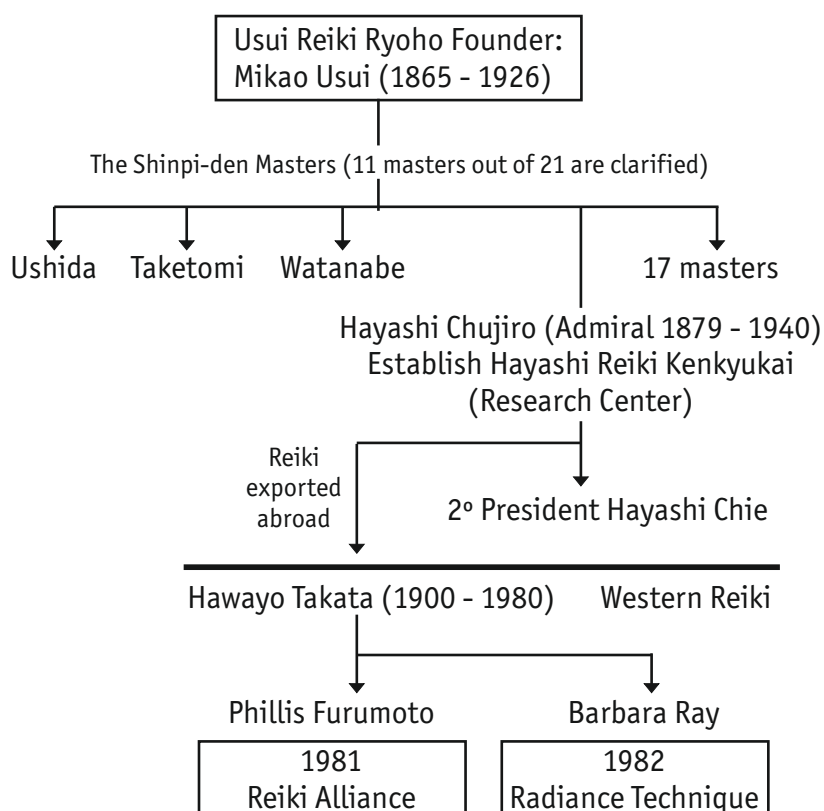 Usui Reiki Ryoho Founder:
Mikao Usui (1865 - 1926)
The Shinpi-den Masters (11 masters out of 21 are clarified)
Ushida Taketomi Watanabe 17 masters
Hayashi Chujiro (Admiral 1879 - 1940)
Establish Hayashi Reiki Kenkyukai
(Research Center)
Reiki
exported
abroad
2º President Hayashi Chie
Hawayo Takata (1900 - 1980) Western Reiki
Phillis Furumoto Barbara Ray
1981 1982
Reiki Alliance Radiance Technique